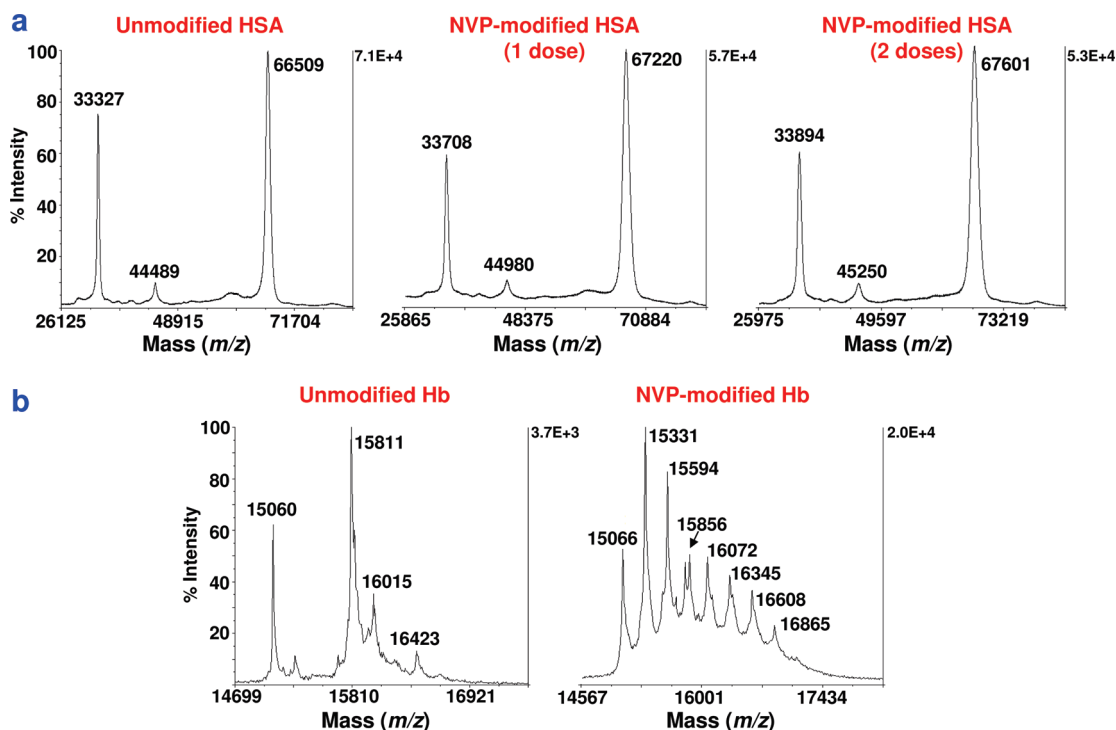 a
Unmodified HSA
NVP-modified HSA
(1 dose)
NVP-modified HSA
(2 doses)
100
80
60
40
20
% Intensity
7.1E+4
33327
44489
66509
26125
48915
71704
Mass (m/z)
5.7E+4
33708
44980
67220
25865
48375
70884
Mass (m/z)
5.3E+4
33894
45250
67601
25975
49597
73219
Mass (m/z)
b
Unmodified Hb
NVP-modified Hb
100
80
60
40
20
% Intensity
3.7E+3
15060
15811
16015
16423
14699
15810
16921
Mass (m/z)
2.0E+4
15066
15331
15594
15856
16072
16345
16608
16865
14567
16001
17434
Mass (m/z)